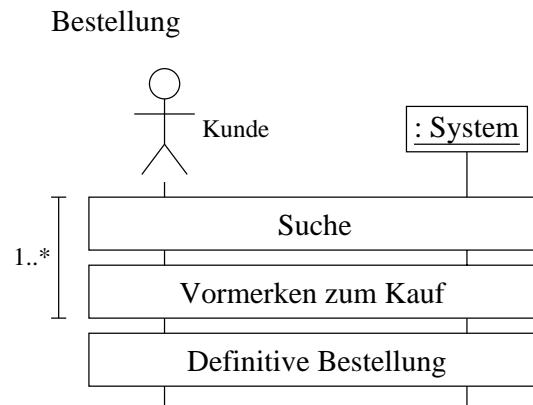 Bestellung
Kunde
: System
Suche
1..*
Vormerken zum Kauf
Definitive Bestellung